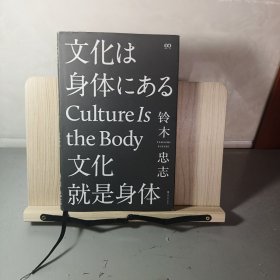 文化は
身体にある
Culture Is
the Body
文化
就是身体
铃木
忠志